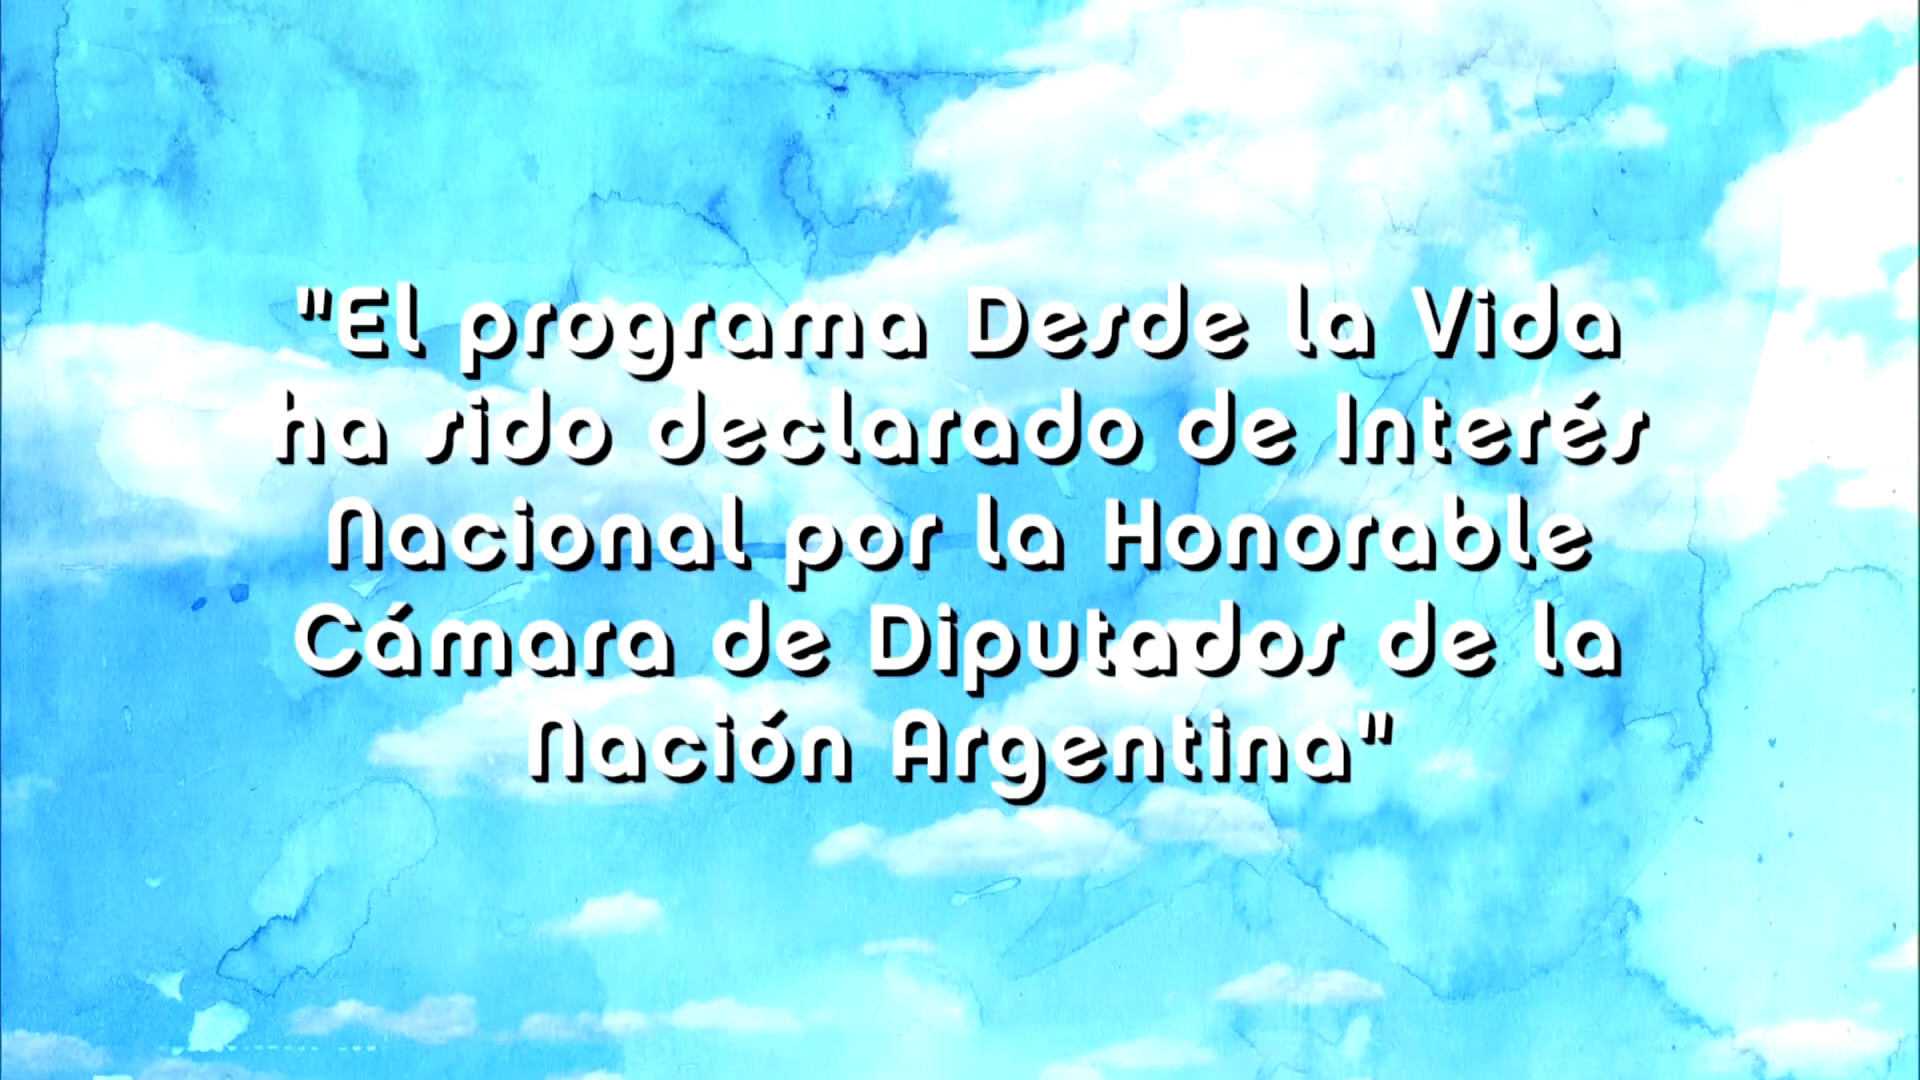 "El programa Desde la Vida
ha sido declarado de Interés
Nacional por la Honorable
Cámara de Diputados de la
Nación Argentina"